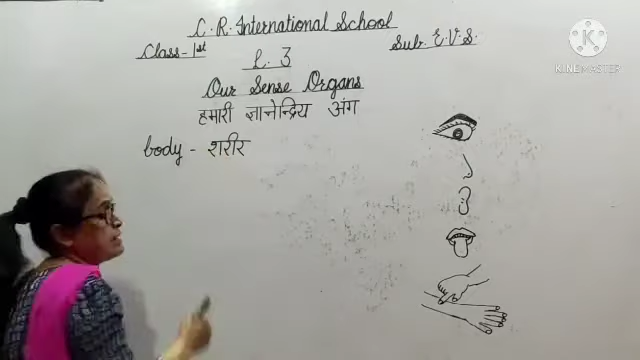 C. R. International School
Class - 1st
Sub. E.V.S.
L. 3
Our Sense Organs
हमारी ज्ञानेन्द्रिय अंग
body - शरीर
KINEMASTER